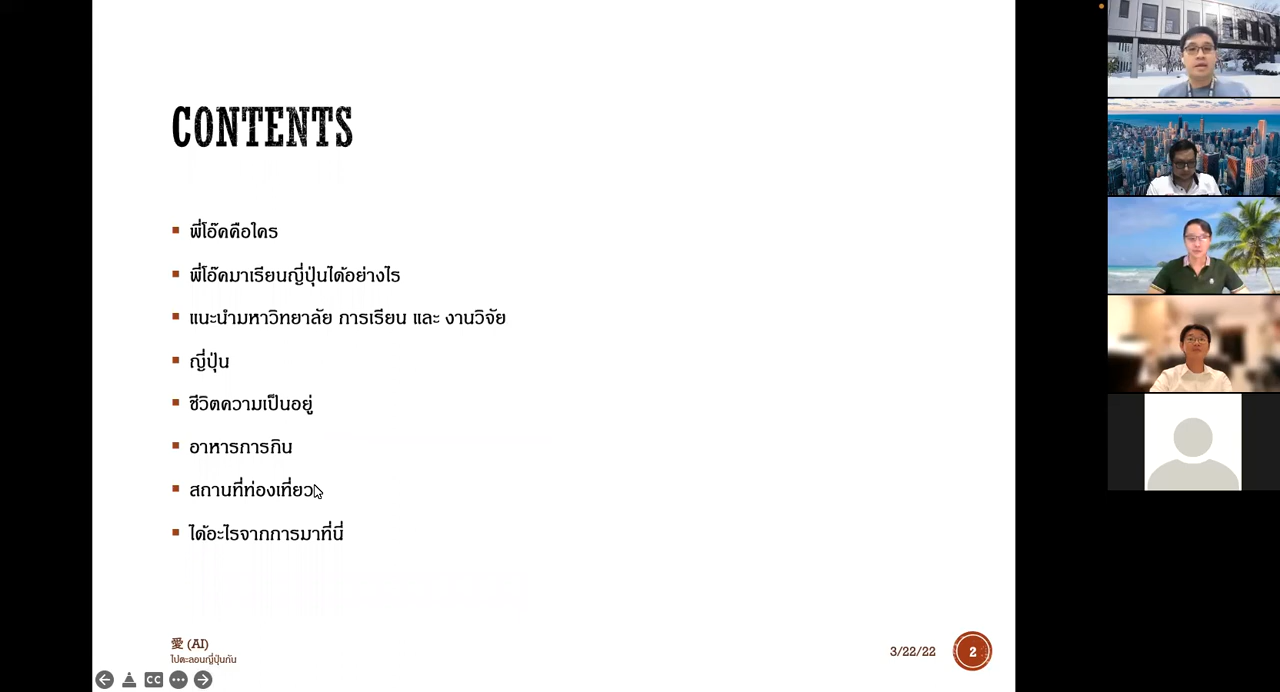 CONTENTS
พี่โอ๊คคือใคร
พี่โอ๊คมาเรียนญี่ปุ่นได้อย่างไร
แนะนำมหาวิทยาลัย การเรียน และ งานวิจัย
ญี่ปุ่น
ชีวิตความเป็นอยู่
อาหารการกิน
สถานที่ท่องเที่ยว
ได้อะไรจากการมาที่นี่
愛 (AI)
ไปตะลอนญี่ปุ่นกัน
3/22/22
2
CC